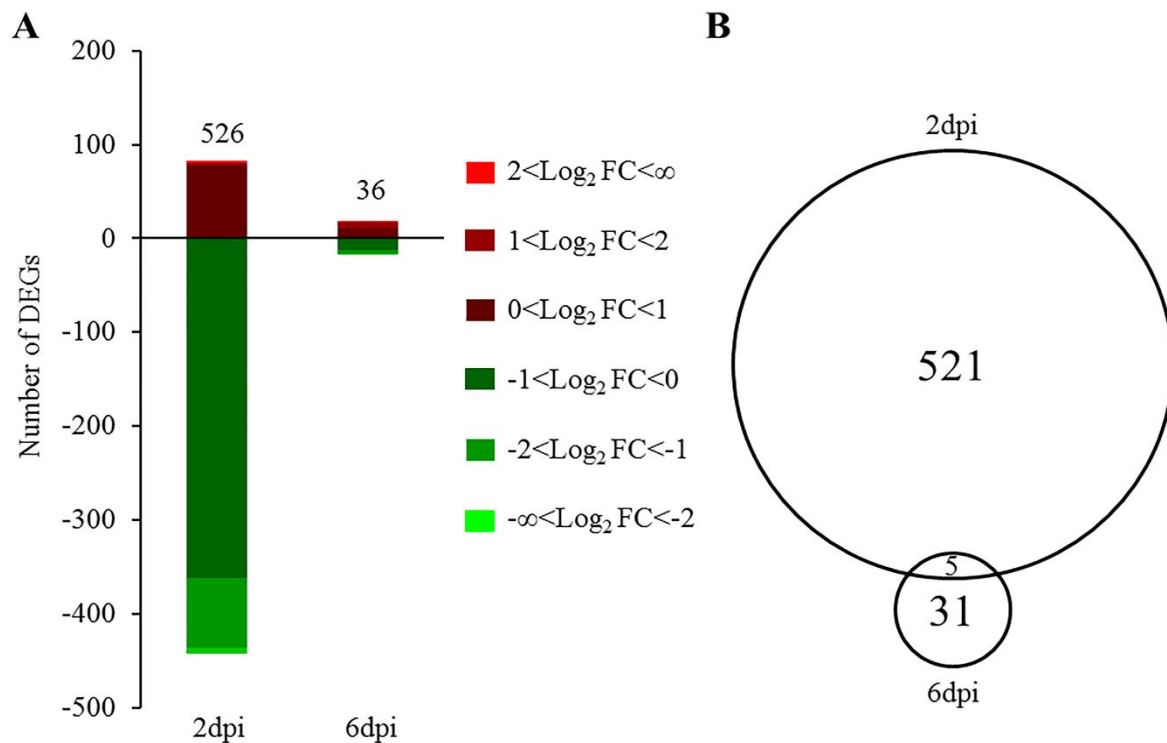 A
Number of DEGs
200
100
0
-100
-200
-300
-400
-500
526
36
2dpi
6dpi
2<Log₂ FC<∞
1<Log₂ FC<2
0<Log₂ FC<1
-1<Log₂ FC<0
-2<Log₂ FC<-1
-∞<Log₂ FC<-2
B
2dpi
521
5
31
6dpi